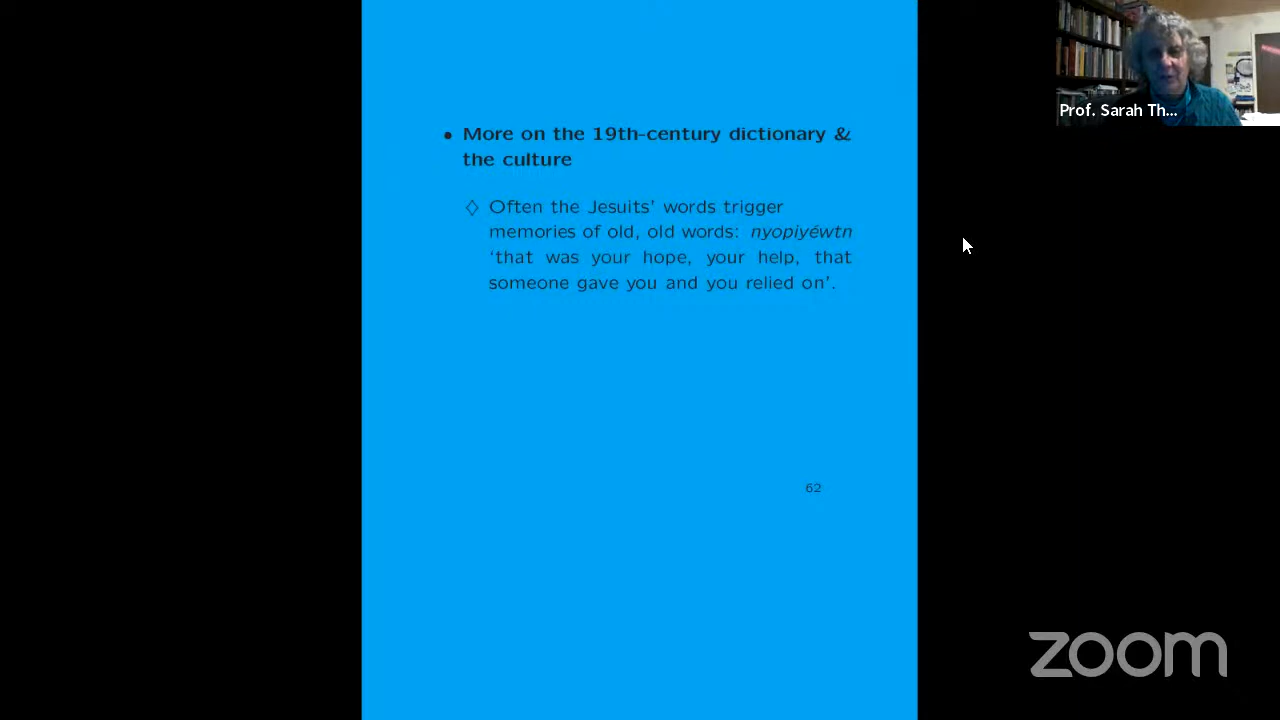 Prof. Sarah Th...
• More on the 19th-century dictionary &
the culture
◊ Often the Jesuits’ words trigger
memories of old, old words: nyopiyéwtn
‘that was your hope, your help, that
someone gave you and you relied on’.
62
zoom